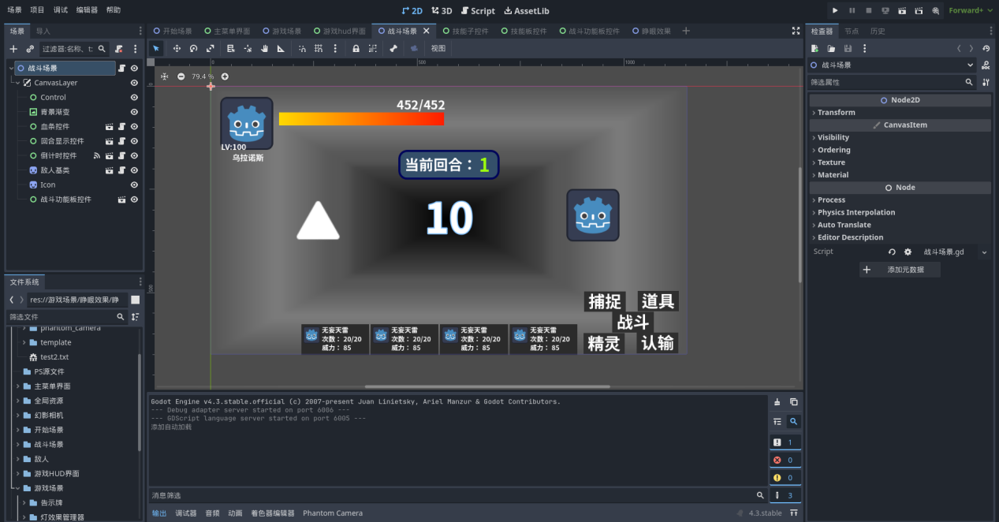 场景 项目 调试 编辑器 帮助
2D 3D Script AssetLib
Forward+
场景 导入
开始场景 主菜单界面 游戏场景 游戏hud界面 战斗场景 技能子控件 技能板控件 战斗功能板控件 睁眼效果
检查器 节点 历史
过滤器:名称、t:
视图
战斗场景
CanvasLayer
Control
背景渐变
血条控件
回合显示控件
倒计时控件
敌人基类
Icon
战斗功能板控件
0 500 1000
0
500
79.4 %
452/452
LV:100
乌拉诺斯
当前回合：1
10
捕捉 道具
战斗
精灵 认输
无妄天雷
次数： 20/20
威力： 85
无妄天雷
次数： 20/20
威力： 85
无妄天雷
次数： 20/20
威力： 85
无妄天雷
次数： 20/20
威力： 85
战斗场景
筛选属性
Node2D
Transform
CanvasItem
Visibility
Ordering
Texture
Material
Node
Process
Physics Interpolation
Auto Translate
Editor Description
Script 战斗场景.gd
添加元数据
文件系统
res://游戏场景/睁眼效果/睁
筛选文件
phantom_camera
template
test2.txt
PS源文件
主菜单界面
全局资源
幻影相机
开始场景
战斗场景
敌人
游戏HUD界面
游戏场景
告示牌
灯效果管理器
Godot Engine v4.3.stable.official (c) 2007-present Juan Linietsky, Ariel Manzur & Godot Contributors.
--- Debug adapter server started on port 6006 ---
--- GDScript language server started on port 6005 ---
添加自动加载
1
0
0
3
消息筛选
输出 调试器 音频 动画 着色器编辑器 Phantom Camera
4.3.stable